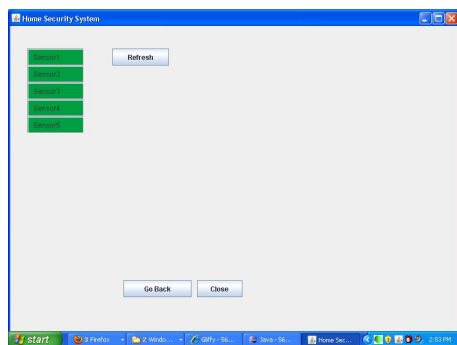 Home Security System
Sensor1
Refresh
Sensor2
Sensor3
Sensor4
Sensor5
Go Back
Close
start
3 Firefox
2 Windo...
Gliffy - 56...
Java - 56...
Home Sec...
2:53 PM